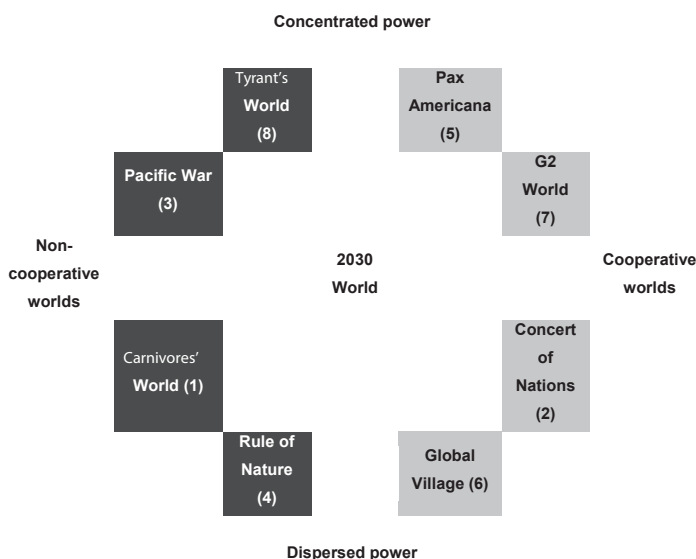 Concentrated power
Tyrant’s
World
(8)
Pax
Americana
(5)
Pacific War
(3)
G2
World
(7)
Non-
cooperative
worlds
2030
World
Cooperative
worlds
Carnivores’
World (1)
Concert
of
Nations
(2)
Rule of
Nature
(4)
Global
Village (6)
Dispersed power